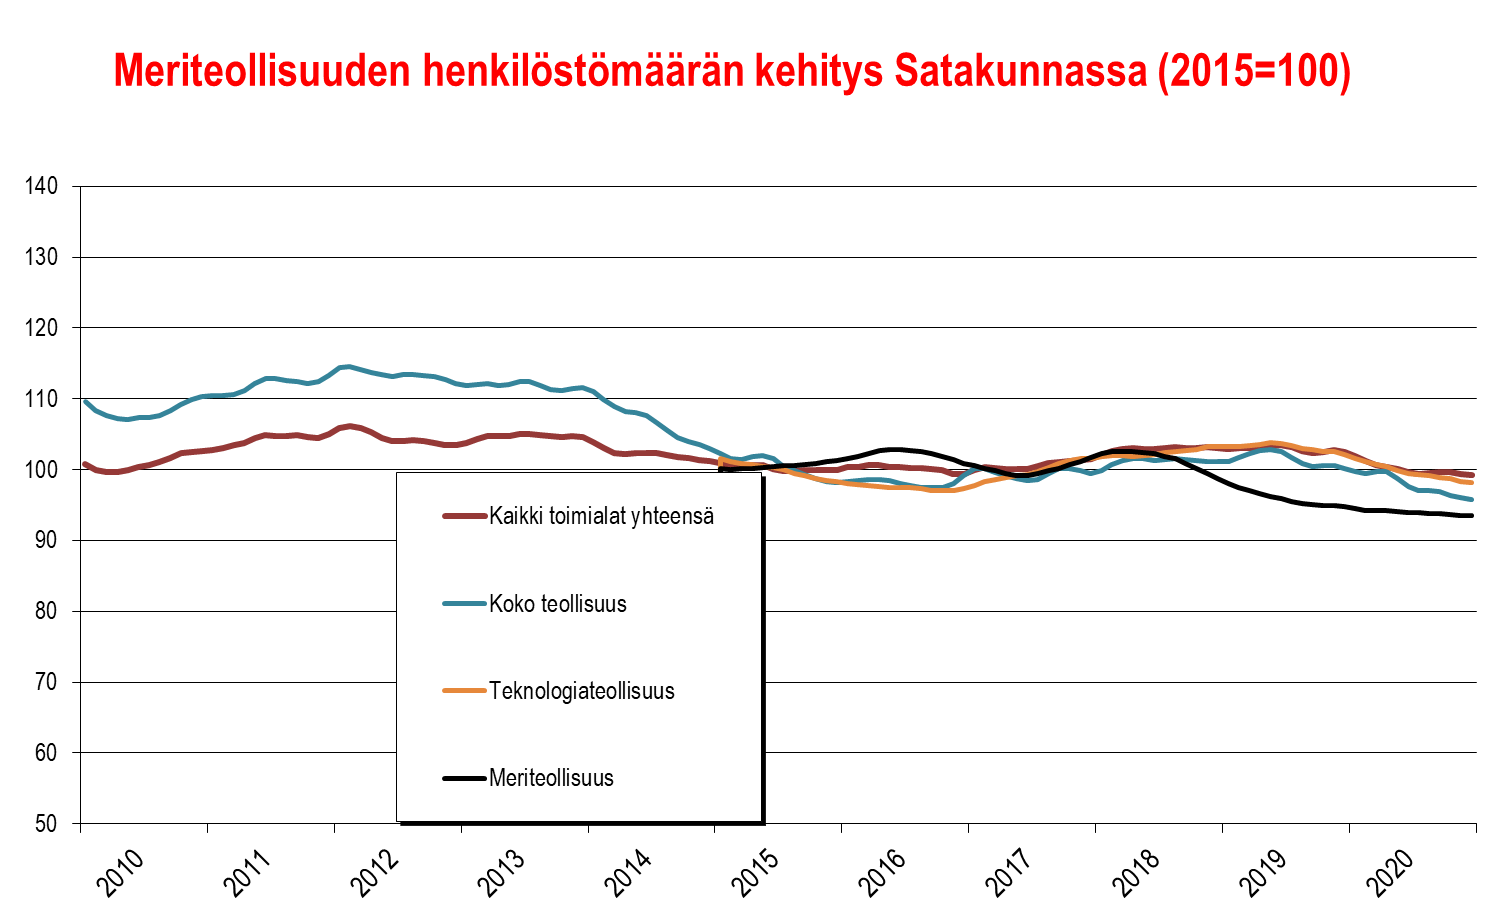 Meriteollisuuden henkilöstömäärän kehitys Satakunnassa (2015=100)
140
130
120
110
100
90
80
70
60
50
Kaikki toimialat yhteensä
Koko teollisuus
Teknologiateollisuus
Meriteollisuus
2010 2011 2012 2013 2014 2015 2016 2017 2018 2019 2020